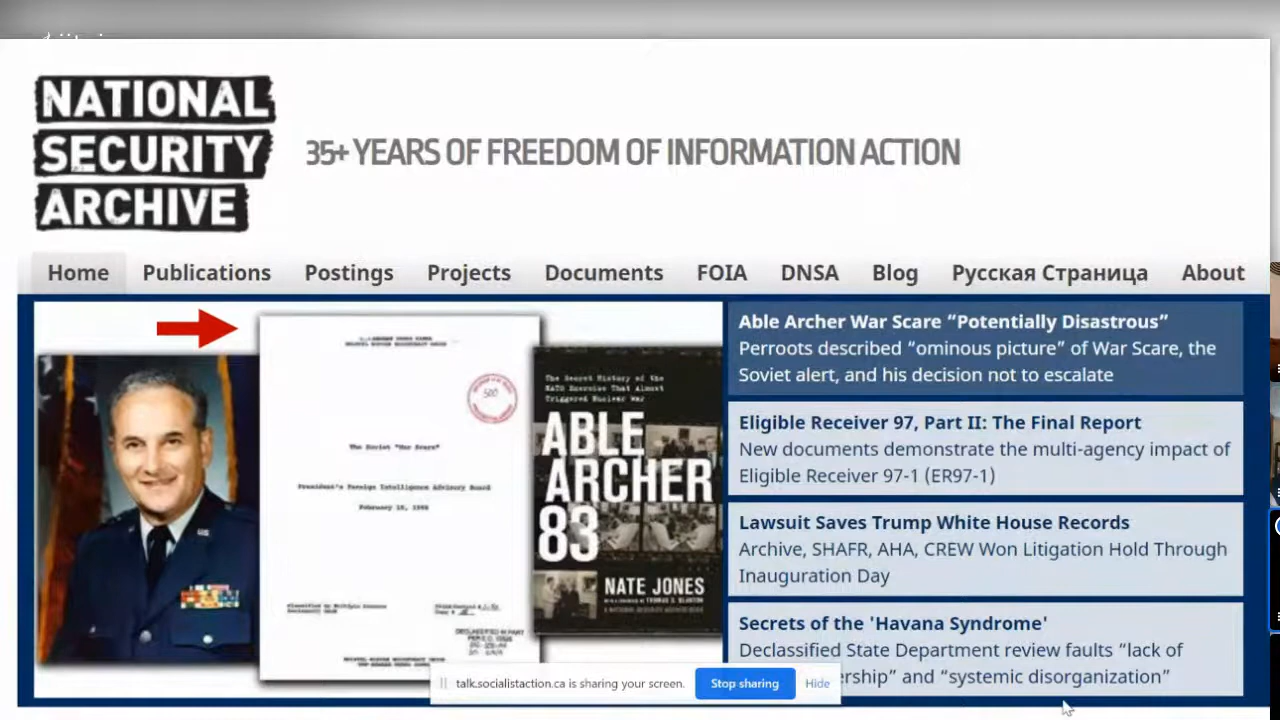 NATIONAL
SECURITY
ARCHIVE
35+ YEARS OF FREEDOM OF INFORMATION ACTION
Home Publications Postings Projects Documents FOIA DNSA Blog Русская Страница About
500
The Soviet "War Scare"
President's Foreign Intelligence Advisory Board
February 15, 1990
DECLASSIFIED IN PART
The Secret History of the
NATO Exercise That Almost
Triggered Nuclear War
ABLE
ARCHER
83
NATE JONES
Able Archer War Scare “Potentially Disastrous”
Perroots described “ominous picture” of War Scare, the
Soviet alert, and his decision not to escalate
Eligible Receiver 97, Part II: The Final Report
New documents demonstrate the multi-agency impact of
Eligible Receiver 97-1 (ER97-1)
Lawsuit Saves Trump White House Records
Archive, SHAFR, AHA, CREW Won Litigation Hold Through
Inauguration Day
Secrets of the 'Havana Syndrome'
Declassified State Department review faults “lack of
ership” and “systemic disorganization”
talk.socialistaction.ca is sharing your screen. Stop sharing Hide